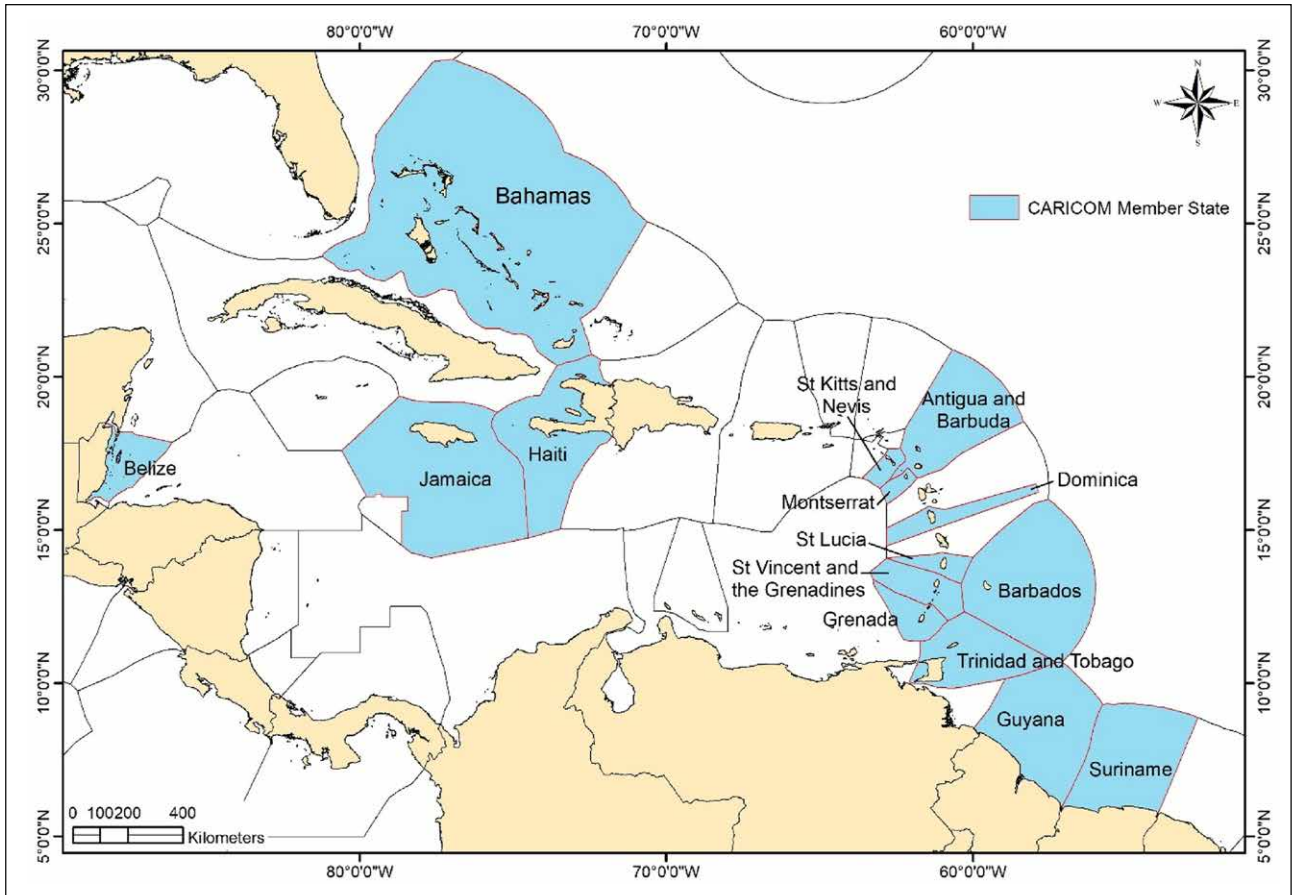 80°0'0"W
70°0'0"W
60°0'0"W
30°0'0"N
30°0'0"N
N
W
E
S
Bahamas
CARICOM Member State
25°0'0"N
25°0'0"N
20°0'0"N
20°0'0"N
St Kitts and
Nevis
Antigua and
Barbuda
Belize
Jamaica
Haiti
Montserrat
Dominica
15°0'0"N
15°0'0"N
St Lucia
St Vincent and
the Grenadines
Barbados
Grenada
Trinidad and Tobago
10°0'0"N
10°0'0"N
Guyana
Suriname
0 100200 400
Kilometers
5°0'0"N
5°0'0"N
80°0'0"W
70°0'0"W
60°0'0"W